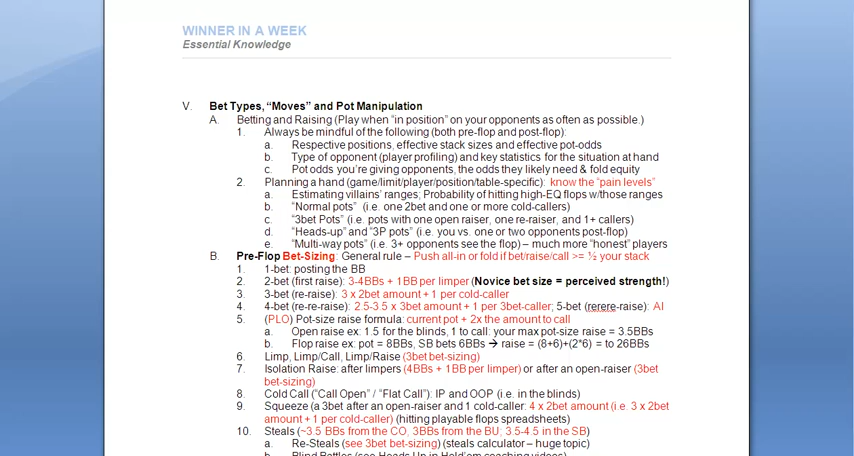 WINNER IN A WEEK
Essential Knowledge
V. Bet Types, “Moves” and Pot Manipulation
A. Betting and Raising (Play when “in position” on your opponents as often as possible.)
1. Always be mindful of the following (both pre-flop and post-flop):
a. Respective positions, effective stack sizes and effective pot-odds
b. Type of opponent (player profiling) and key statistics for the situation at hand
c. Pot odds you’re giving opponents, the odds they likely need & fold equity
2. Planning a hand (game/limit/player/position/table-specific): know the “pain levels”
a. Estimating villains’ ranges; Probability of hitting high-EQ flops w/those ranges
b. “Normal pots” (i.e. one 2bet and one or more cold-callers)
c. “3bet Pots” (i.e. pots with one open raiser, one re-raiser, and 1+ callers)
d. “Heads-up” and “3P pots” (i.e. you vs. one or two opponents post-flop)
e. “Multi-way pots” (i.e. 3+ opponents see the flop) – much more “honest” players
B. Pre-Flop Bet-Sizing: General rule – Push all-in or fold if bet/raise/call >= ½ your stack
1. 1-bet: posting the BB
2. 2-bet (first raise): 3-4BBs + 1BB per limper (Novice bet size = perceived strength!)
3. 3-bet (re-raise): 3 x 2bet amount + 1 per cold-caller
4. 4-bet (re-re-raise): 2.5-3.5 x 3bet amount + 1 per 3bet-caller; 5-bet (rerere-raise): AI
5. (PLO) Pot-size raise formula: current pot + 2x the amount to call
a. Open raise ex: 1.5 for the blinds, 1 to call: your max pot-size raise = 3.5BBs
b. Flop raise ex: pot = 8BBs, SB bets 6BBs → raise = (8+6)+(2*6) = to 26BBs
6. Limp, Limp/Call, Limp/Raise (3bet bet-sizing)
7. Isolation Raise: after limpers (4BBs + 1BB per limper) or after an open-raiser (3bet
bet-sizing)
8. Cold Call (“Call Open” / “Flat Call”): IP and OOP (i.e. in the blinds)
9. Squeeze (a 3bet after an open-raiser and 1 cold-caller: 4 x 2bet amount (i.e. 3 x 2bet
amount + 1 per cold-caller) (hitting playable flops spreadsheets)
10. Steals (~3.5 BBs from the CO, 3BBs from the BU; 3.5-4.5 in the SB)
a. Re-Steals (see 3bet bet-sizing) (steals calculator – huge topic)
b. Blind Battles (see Heads Up in Hold’em coaching videos)